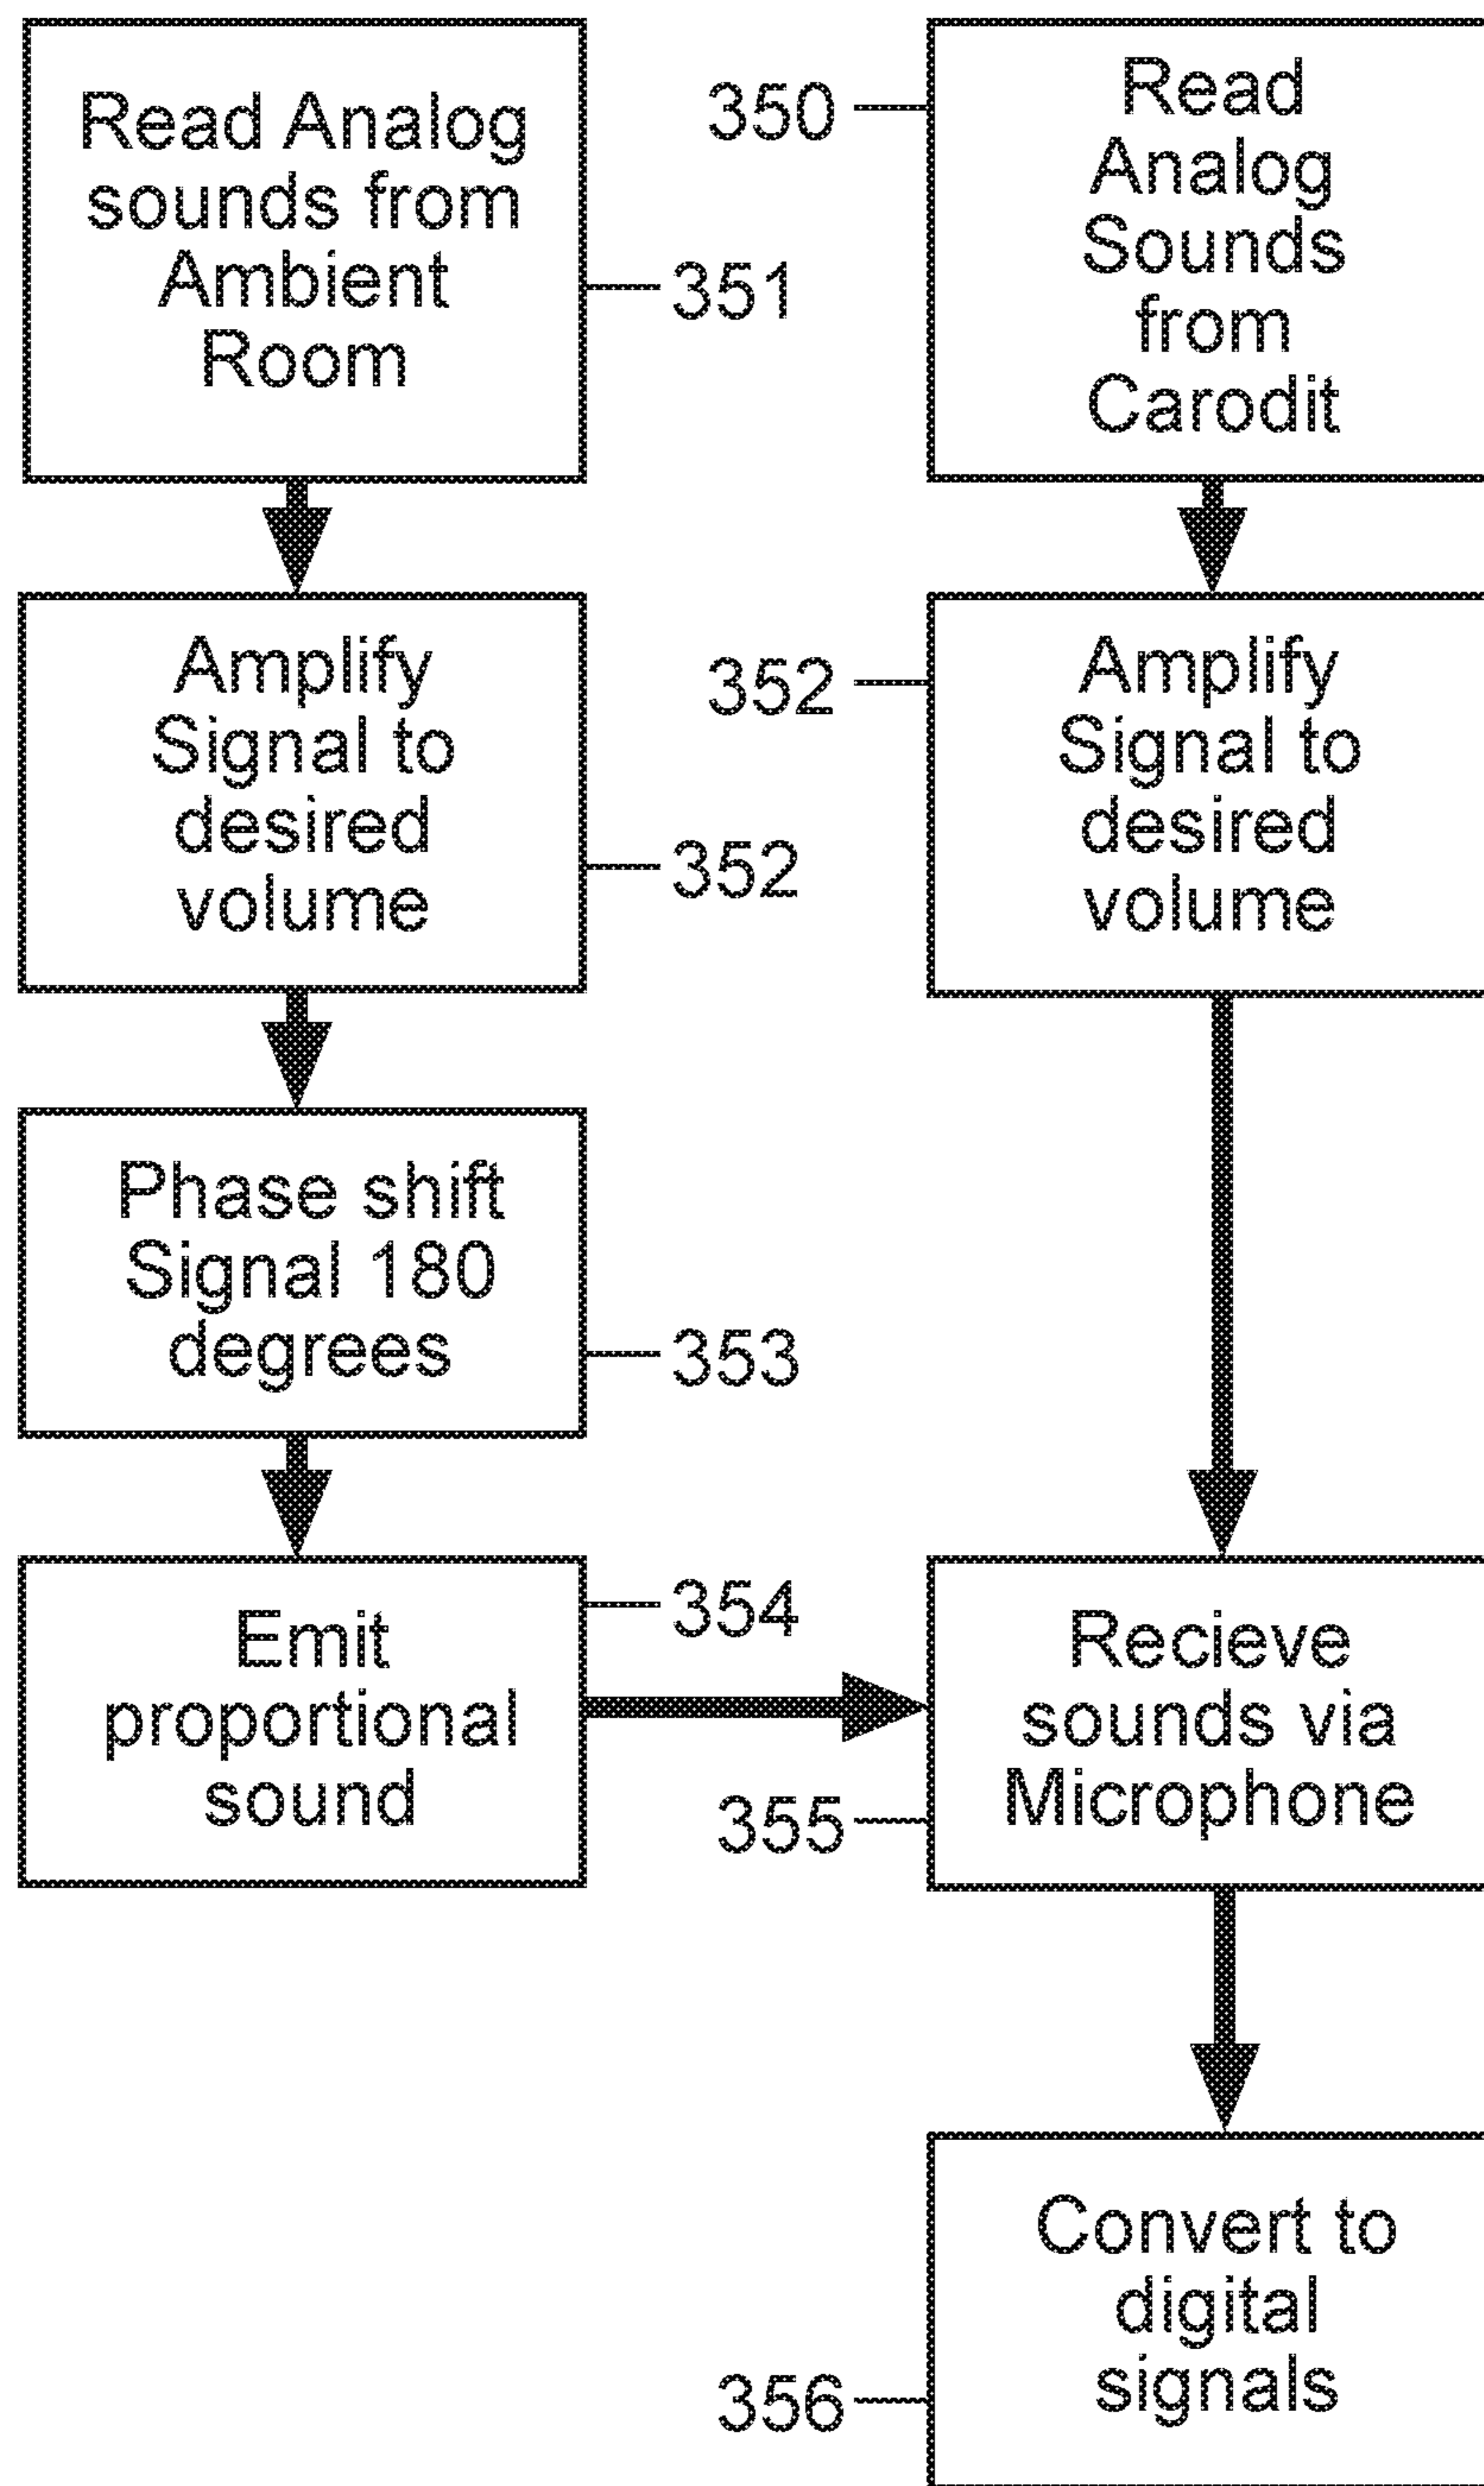 Read Analog
sounds from
Ambient
Room
351
350
Read
Analog
Sounds
from
Carodit
Amplify
Signal to
desired
volume
352
352
Amplify
Signal to
desired
volume
Phase shift
Signal 180
degrees
353
Emit
proportional
sound
354
Recieve
sounds via
Microphone
355
Convert to
digital
signals
356